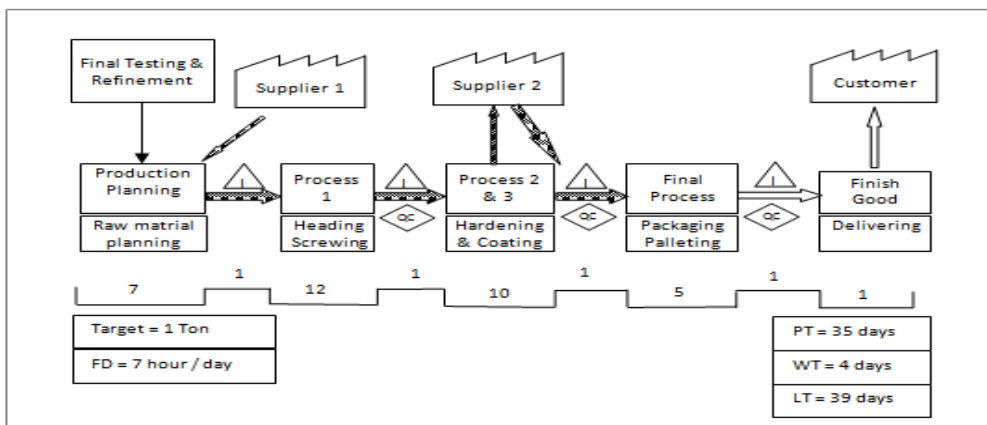 Final Testing &
Refinement
Supplier 1
Supplier 2
Customer
Production
Planning
I
Process
1
I
Process 2
& 3
I
Final
Process
I
Finish
Good
QC
QC
QC
Raw matrial
planning
Heading
Screwing
Hardening
& Coating
Packaging
Palleting
Delivering
7
1
12
1
10
1
5
1
1
Target = 1 Ton
FD = 7 hour / day
PT = 35 days
WT = 4 days
LT = 39 days